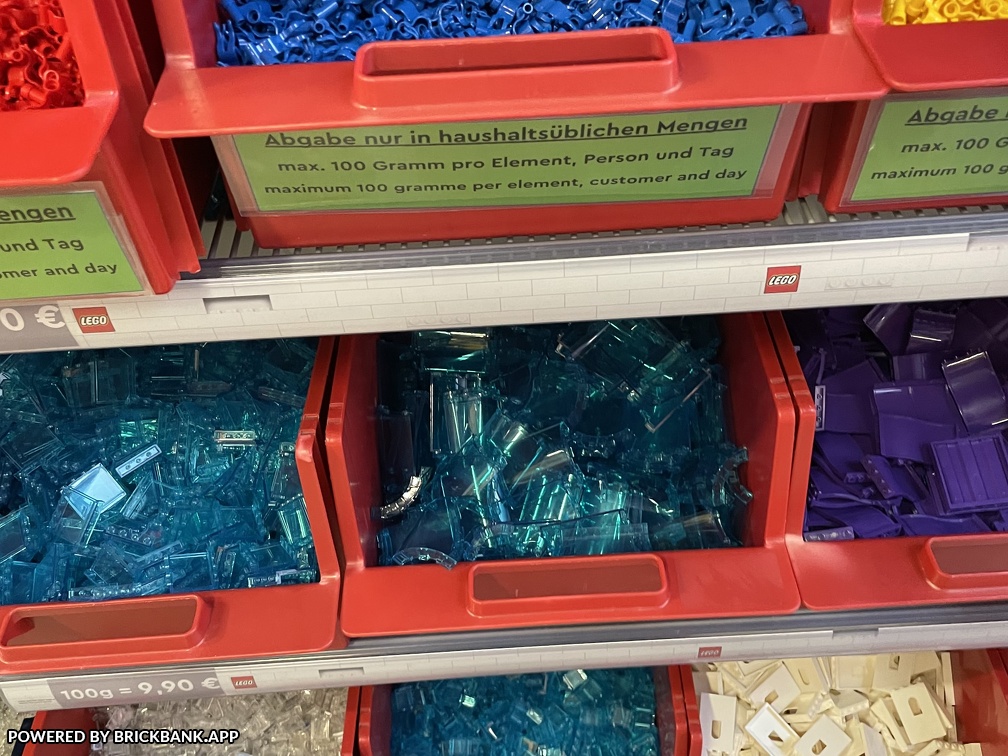 Abgabe nur in haushaltsüblichen Mengen
max. 100 Gramm pro Element, Person und Tag
maximum 100 gramme per element, customer and day
Abgabe
max. 100
maximum 100
und Tag
and day
0 €
LEGO
LEGO
100g = 9,90 €
LEGO
LEGO
POWERED BY BRICKBANK.APP